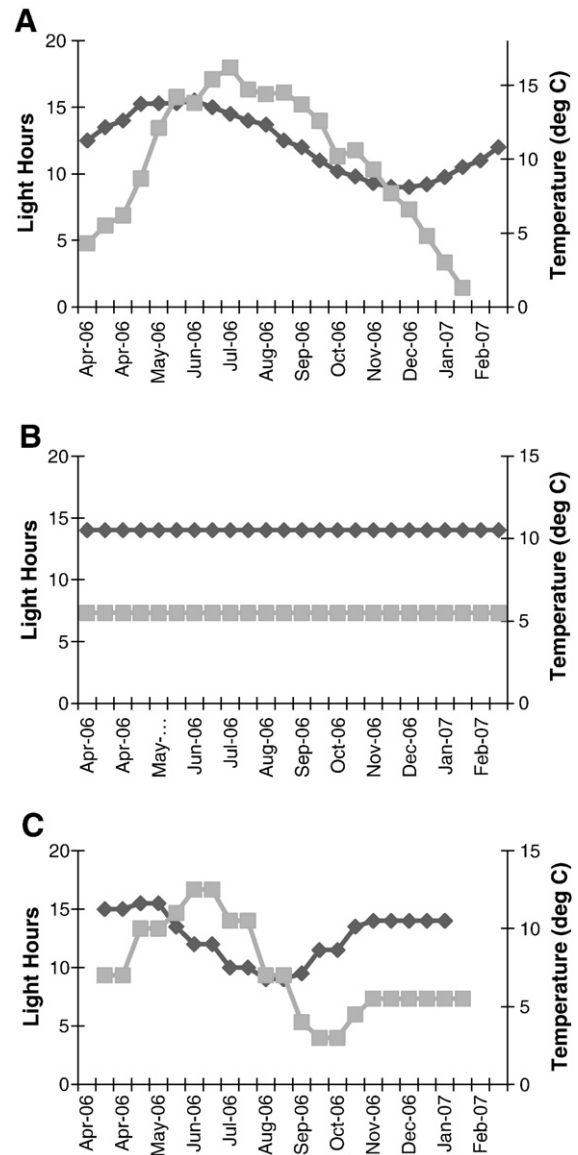 A
20
15
10
5
0
Light Hours
15
10
5
0
Temperature (deg C)
Apr-06
Apr-06
May-06
Jun-06
Jul-06
Aug-06
Sep-06
Oct-06
Nov-06
Dec-06
Jan-07
Feb-07
B
20
15
10
5
0
Light Hours
15
10
5
0
Temperature (deg C)
Apr-06
Apr-06
May-...
Jun-06
Jul-06
Aug-06
Sep-06
Oct-06
Nov-06
Dec-06
Jan-07
Feb-07
C
20
15
10
5
0
Light Hours
15
10
5
0
Temperature (deg C)
Apr-06
Apr-06
May-06
Jun-06
Jul-06
Aug-06
Sep-06
Oct-06
Nov-06
Dec-06
Jan-07
Feb-07